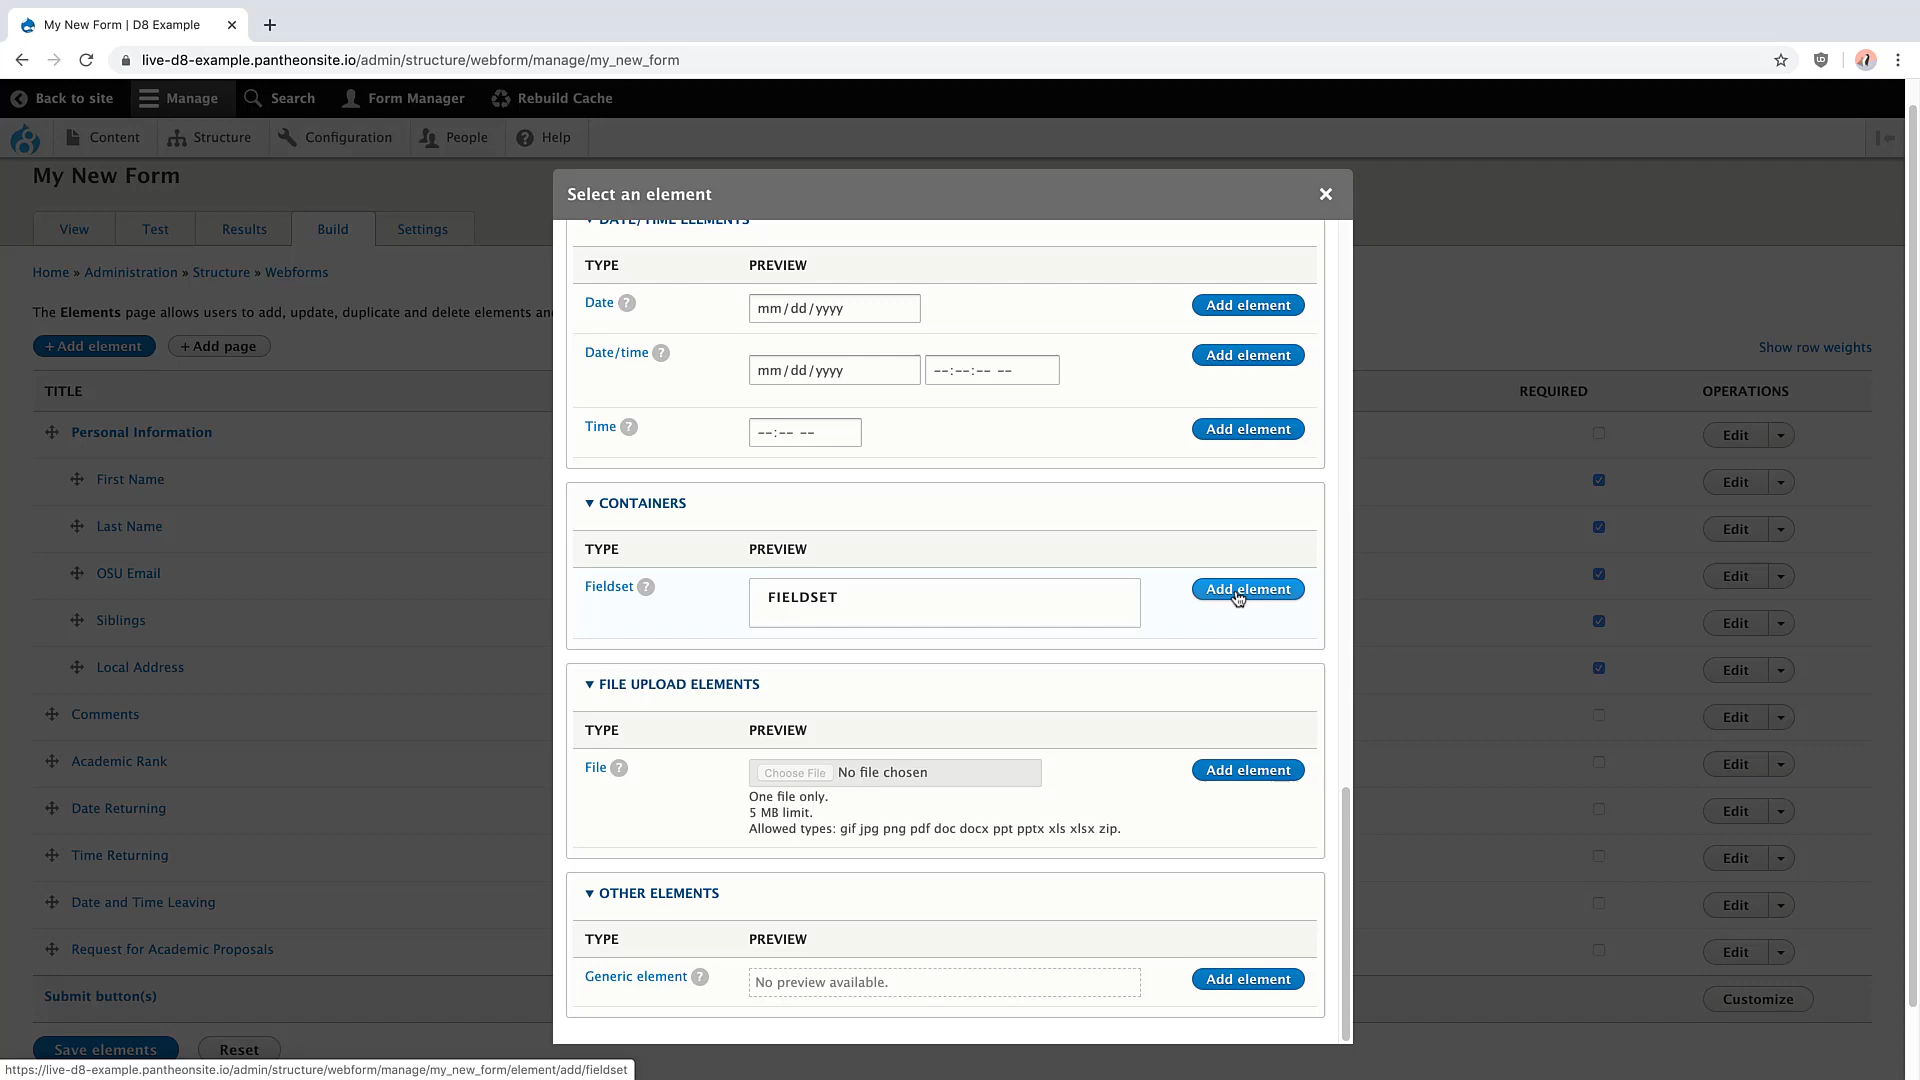 My New Form | D8 Example
live-d8-example.pantheonsite.io/admin/structure/webform/manage/my_new_form
Back to site
Manage
Search
Form Manager
Rebuild Cache
Content
Structure
Configuration
People
Help
My New Form
View
Test
Results
Build
Settings
Home » Administration » Structure » Webforms
The Elements page allows users to add, update, duplicate and delete elements and
+ Add element
+ Add page
Show row weights
TITLE
REQUIRED
OPERATIONS
Personal Information
Edit
First Name
Edit
Last Name
Edit
OSU Email
Edit
Siblings
Edit
Local Address
Edit
Comments
Edit
Academic Rank
Edit
Date Returning
Edit
Time Returning
Edit
Date and Time Leaving
Edit
Request for Academic Proposals
Edit
Submit button(s)
Customize
Save elements
Reset
Select an element
DATE/TIME ELEMENTS
TYPE PREVIEW
Date ? mm/dd/yyyy Add element
Date/time ? mm/dd/yyyy --:--:-- -- Add element
Time ? --:-- -- Add element
CONTAINERS
TYPE PREVIEW
Fieldset ? FIELDSET Add element
FILE UPLOAD ELEMENTS
TYPE PREVIEW
File ? Choose File No file chosen Add element
One file only.
5 MB limit.
Allowed types: gif jpg png pdf doc docx ppt pptx xls xlsx zip.
OTHER ELEMENTS
TYPE PREVIEW
Generic element ? No preview available. Add element
https://live-d8-example.pantheonsite.io/admin/structure/webform/manage/my_new_form/element/add/fieldset